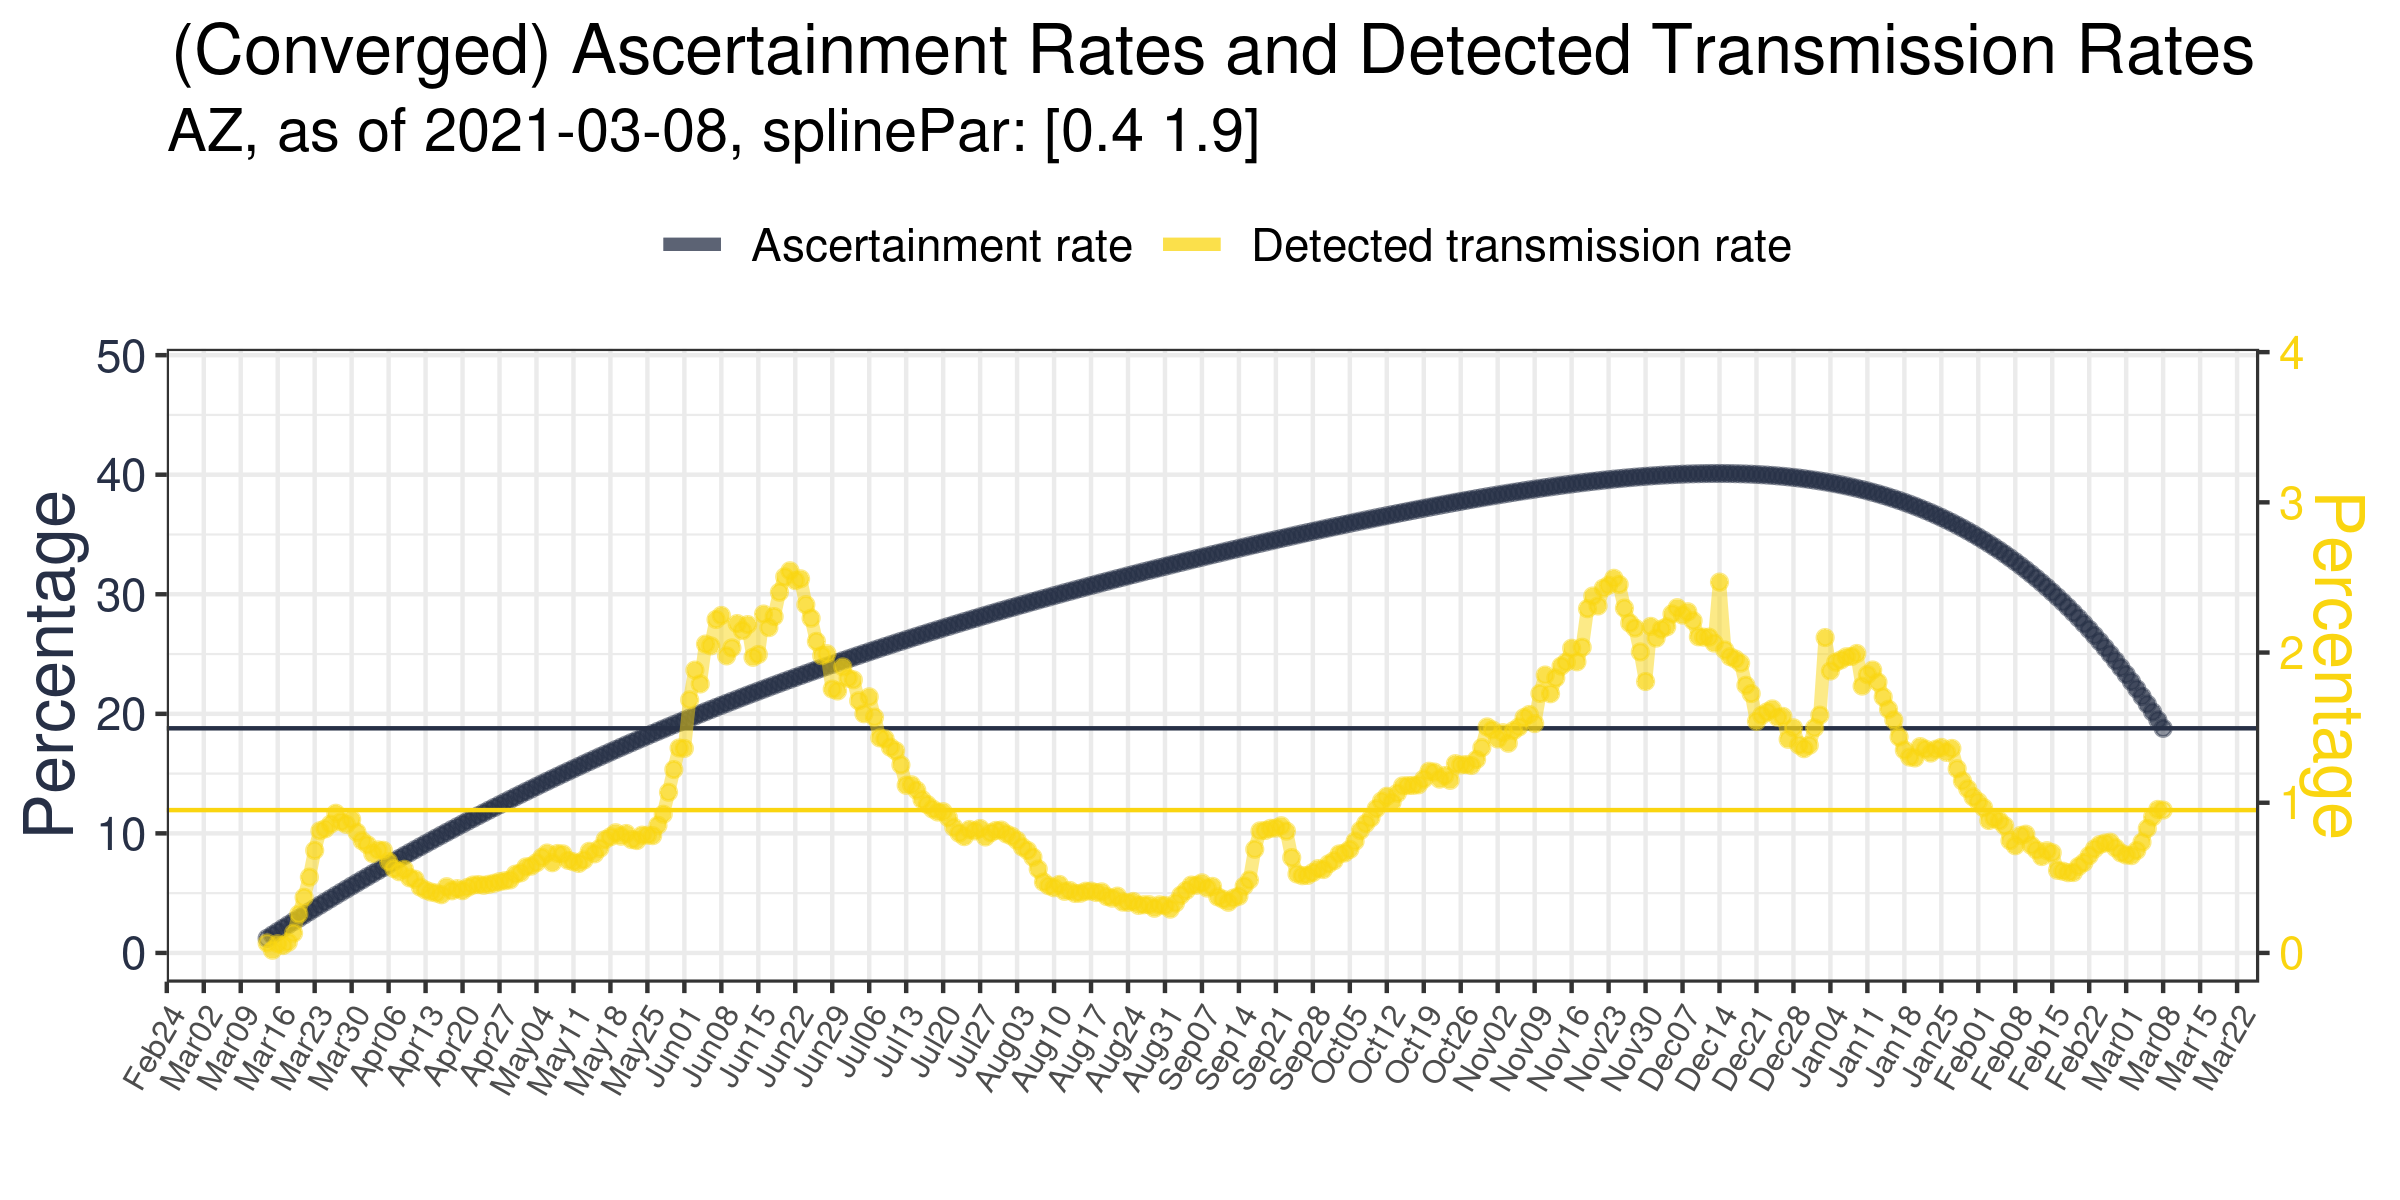 (Converged) Ascertainment Rates and Detected Transmission Rates
AZ, as of 2021-03-08, splinePar: [0.4 1.9]
Ascertainment rate
Detected transmission rate
Percentage
50
40
30
20
10
0
4
3
2
1
0
Percentage
Feb24
Mar02
Mar09
Mar16
Mar23
Mar30
Apr06
Apr13
Apr20
Apr27
May04
May11
May18
May25
Jun01
Jun08
Jun15
Jun22
Jun29
Jul06
Jul13
Jul20
Jul27
Aug03
Aug10
Aug17
Aug24
Aug31
Sep07
Sep14
Sep21
Sep28
Oct05
Oct12
Oct19
Oct26
Nov02
Nov09
Nov16
Nov23
Nov30
Dec07
Dec14
Dec21
Dec28
Jan04
Jan11
Jan18
Jan25
Feb01
Feb08
Feb15
Feb22
Mar01
Mar08
Mar15
Mar22